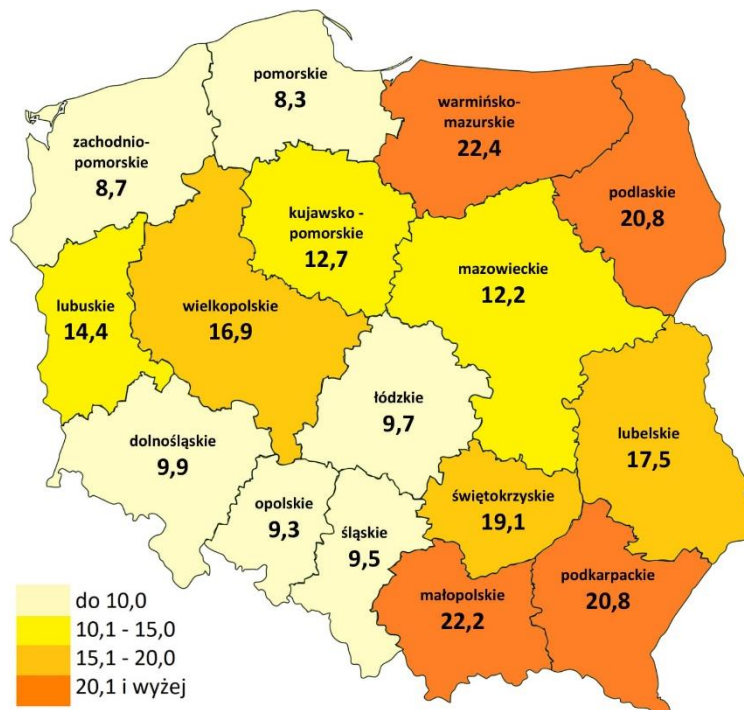 pomorskie
8,3
warmińsko-
mazurskie
22,4
zachodnio-
pomorskie
8,7
podlaskie
20,8
kujawsko -
pomorskie
12,7
mazowieckie
12,2
lubuskie
14,4
wielkopolskie
16,9
łódzkie
9,7
dolnośląskie
9,9
lubelskie
17,5
opolskie
9,3
śląskie
9,5
świętokrzyskie
19,1
małopolskie
22,2
podkarpackie
20,8
do 10,0
10,1 - 15,0
15,1 - 20,0
20,1 i wyżej